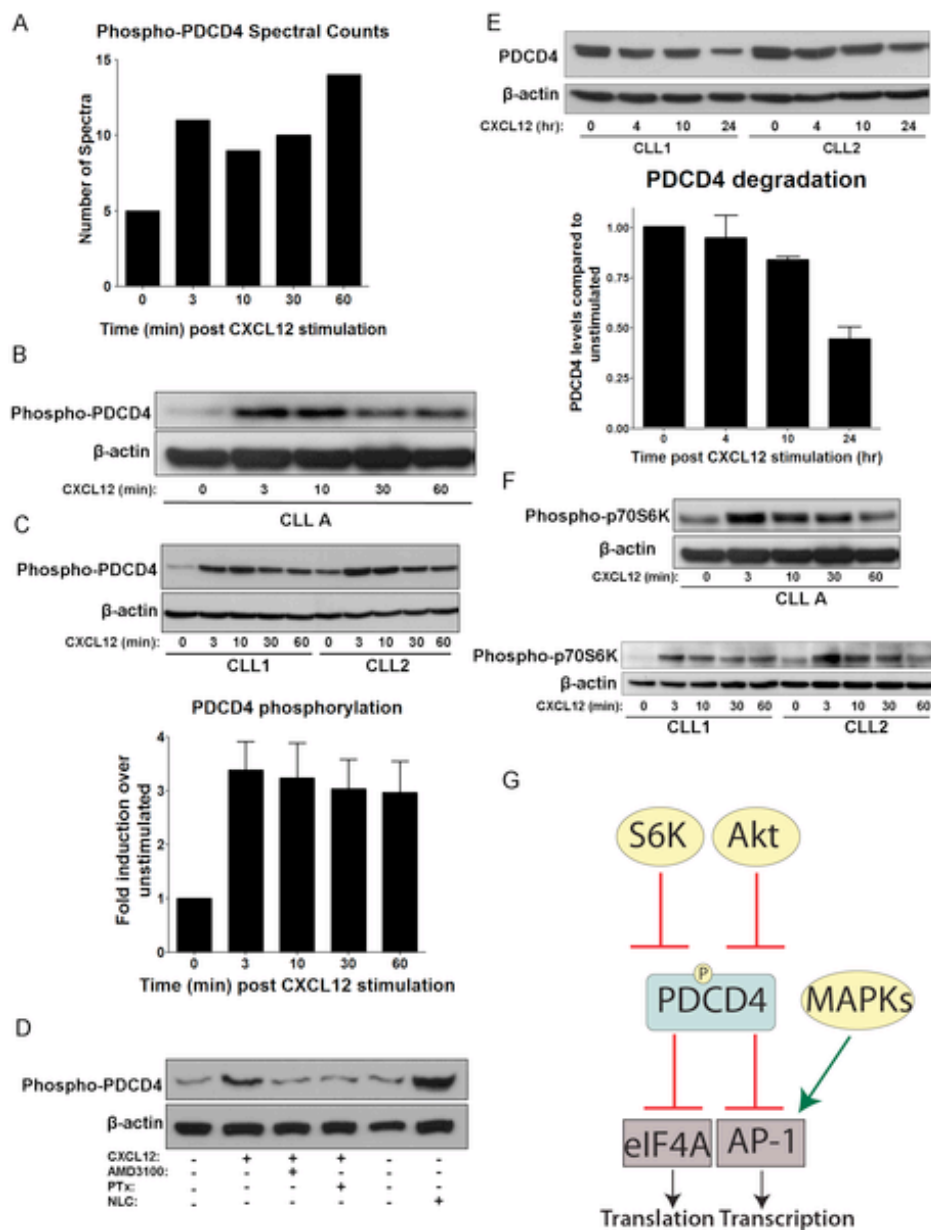 A
Phospho-PDCD4 Spectral Counts
Number of Spectra
15
10
5
0
0 3 10 30 60
Time (min) post CXCL12 stimulation
B
Phospho-PDCD4
β-actin
CXCL12 (min): 0 3 10 30 60
CLL A
C
Phospho-PDCD4
β-actin
CXCL12 (min): 0 3 10 30 60 0 3 10 30 60
CLL1 CLL2
PDCD4 phosphorylation
Fold induction over
unstimulated
4
3
2
1
0
0 3 10 30 60
Time (min) post CXCL12 stimulation
D
Phospho-PDCD4
β-actin
CXCL12: - + + + - -
AMD3100: - - + - - -
PTx: - - - + - -
NLC: - - - - - +
E
PDCD4
β-actin
CXCL12 (hr): 0 4 10 24 0 4 10 24
CLL1 CLL2
PDCD4 degradation
PDCD4 levels compared to
unstimulated
1.00
0.75
0.50
0.25
0.00
0 4 10 24
Time post CXCL12 stimulation (hr)
F
Phospho-p70S6K
β-actin
CXCL12 (min): 0 3 10 30 60
CLL A
Phospho-p70S6K
β-actin
CXCL12 (min): 0 3 10 30 60 0 3 10 30 60
CLL1 CLL2
G
S6K Akt
P
PDCD4 MAPKs
eIF4A AP-1
Translation Transcription